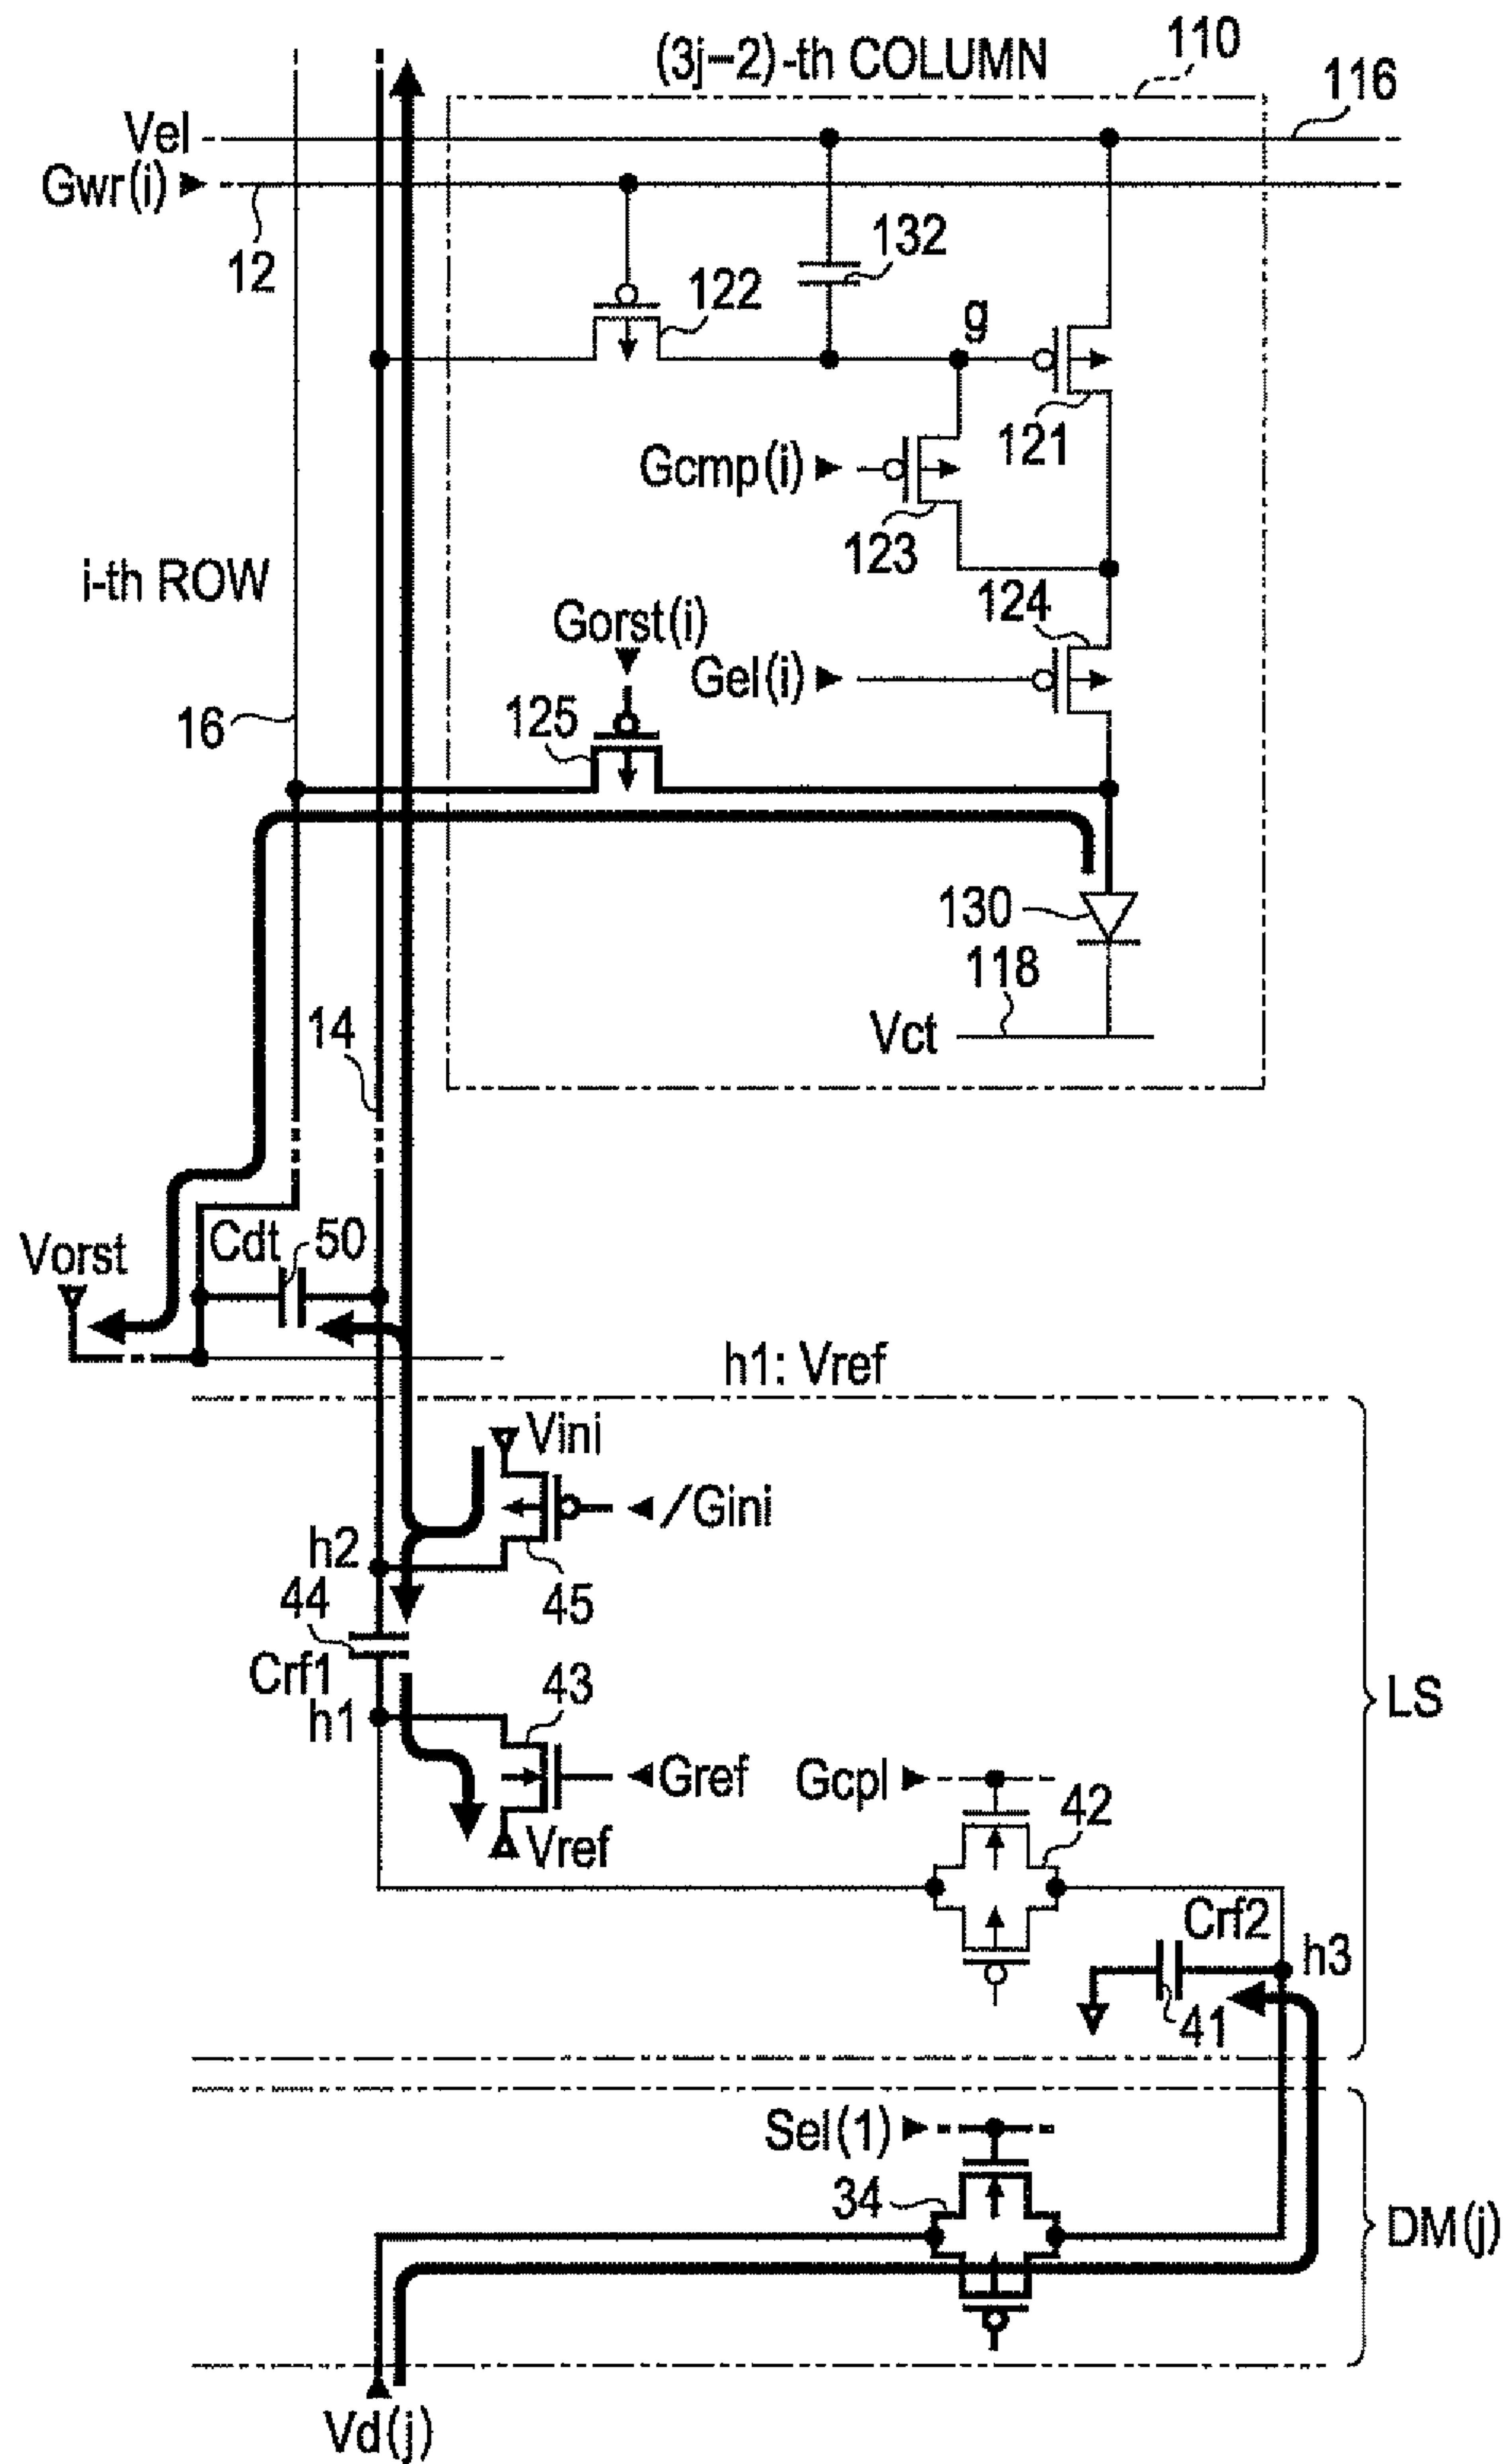 (3j-2)-th COLUMN
110
116
Vel
Gwr(i)
12
132
122
g
121
Gcmp(i)
123
i-th ROW
124
Gorst(i)
Gel(i)
16
125
130
118
14
Vct
Cdt
50
Vorst
h1: Vref
Vini
/Gini
h2
44
45
Crf1
43
h1
LS
Gref
Gcpl
42
Vref
Crf2
h3
41
Sel(1)
34
DM(j)
Vd(j)